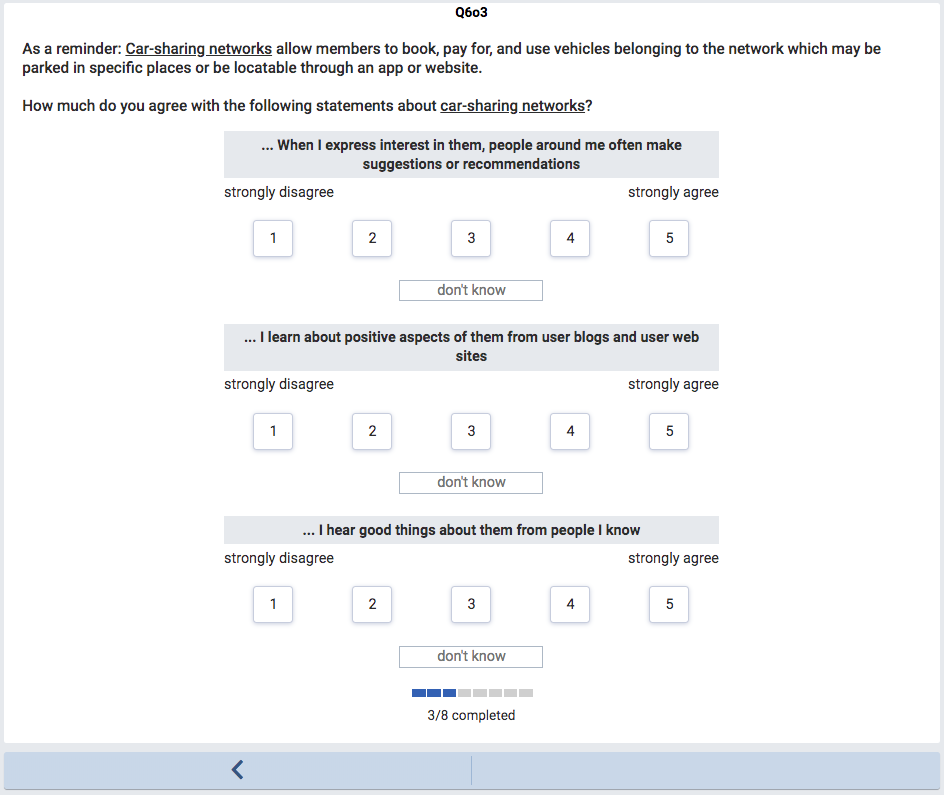 Q6o3
As a reminder: Car-sharing networks allow members to book, pay for, and use vehicles belonging to the network which may be
parked in specific places or be locatable through an app or website.
How much do you agree with the following statements about car-sharing networks?
... When I express interest in them, people around me often make
suggestions or recommendations
strongly disagree strongly agree
1 2 3 4 5
don't know
... I learn about positive aspects of them from user blogs and user web
sites
strongly disagree strongly agree
1 2 3 4 5
don't know
... I hear good things about them from people I know
strongly disagree strongly agree
1 2 3 4 5
don't know
3/8 completed